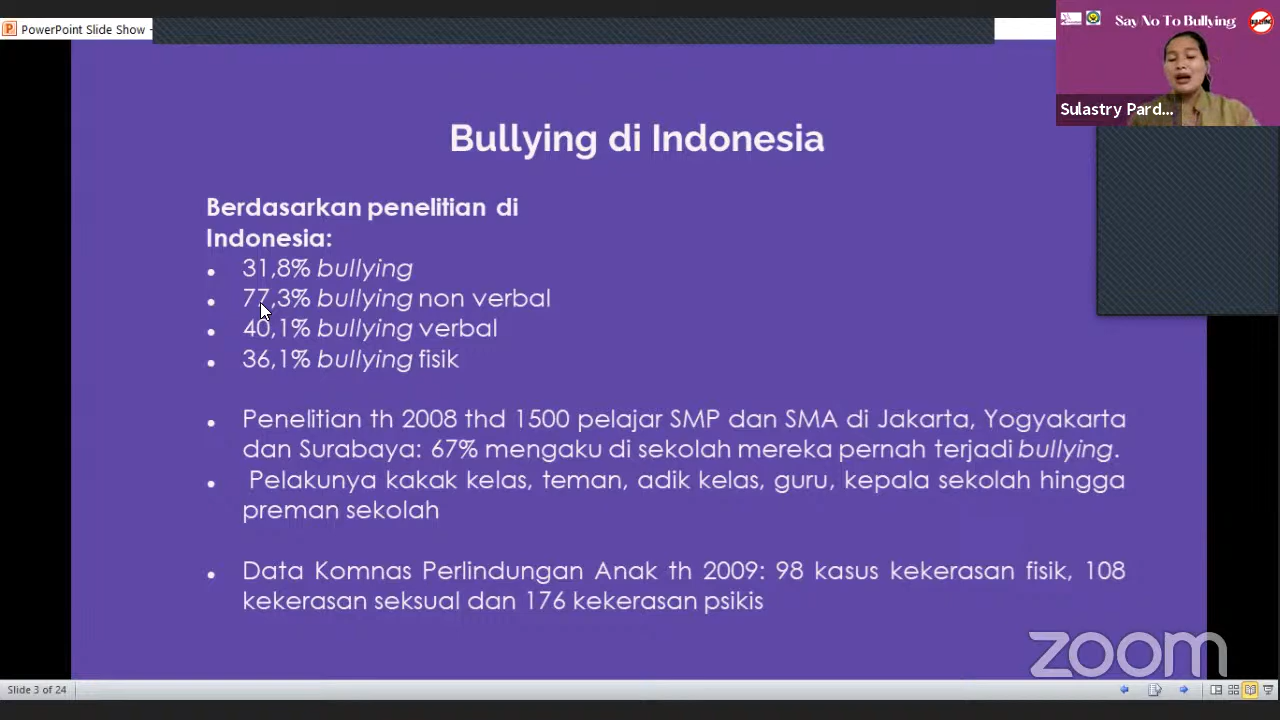 PowerPoint Slide Show -
Say No To Bullying
Sulastry Pard...
Bullying di Indonesia
Berdasarkan penelitian di
Indonesia:
• 31,8% bullying
• 77,3% bullying non verbal
• 40,1% bullying verbal
• 36,1% bullying fisik
• Penelitian th 2008 thd 1500 pelajar SMP dan SMA di Jakarta, Yogyakarta
dan Surabaya: 67% mengaku di sekolah mereka pernah terjadi bullying.
• Pelakunya kakak kelas, teman, adik kelas, guru, kepala sekolah hingga
preman sekolah
• Data Komnas Perlindungan Anak th 2009: 98 kasus kekerasan fisik, 108
kekerasan seksual dan 176 kekerasan psikis
zoom
Slide 3 of 24